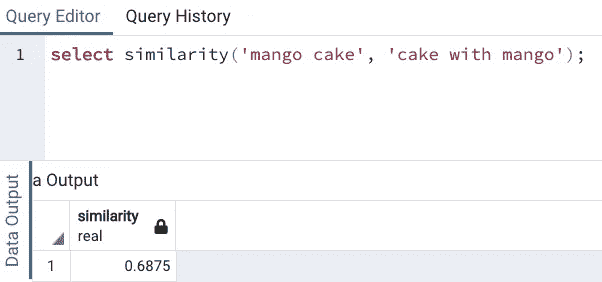 Query Editor Query History
1 select similarity('mango cake', 'cake with mango');
Data Output
a Output
similarity
real
1 0.6875